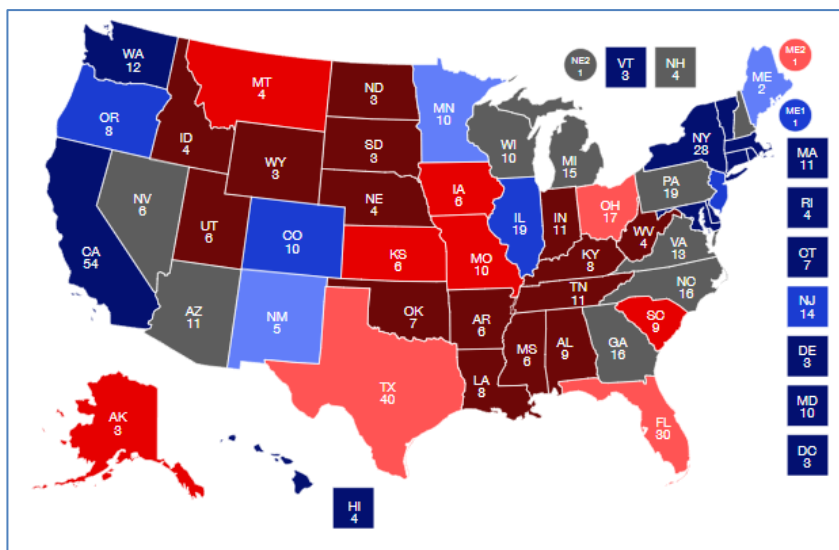 WA
12
OR
8
CA
54
NV
6
ID
4
MT
4
WY
3
UT
6
AZ
11
CO
10
NM
5
ND
3
SD
3
NE
4
KS
6
OK
7
TX
40
MN
10
IA
6
MO
10
AR
6
LA
8
WI
10
IL
19
MI
15
IN
11
OH
17
KY
8
TN
11
MS
6
AL
9
GA
16
FL
30
SC
9
NC
16
VA
13
WV
4
PA
19
NY
28
ME
2
NE2
1
VT
3
NH
4
ME2
1
ME1
1
MA
11
RI
4
CT
7
NJ
14
DE
3
MD
10
DC
3
AK
3
HI
4